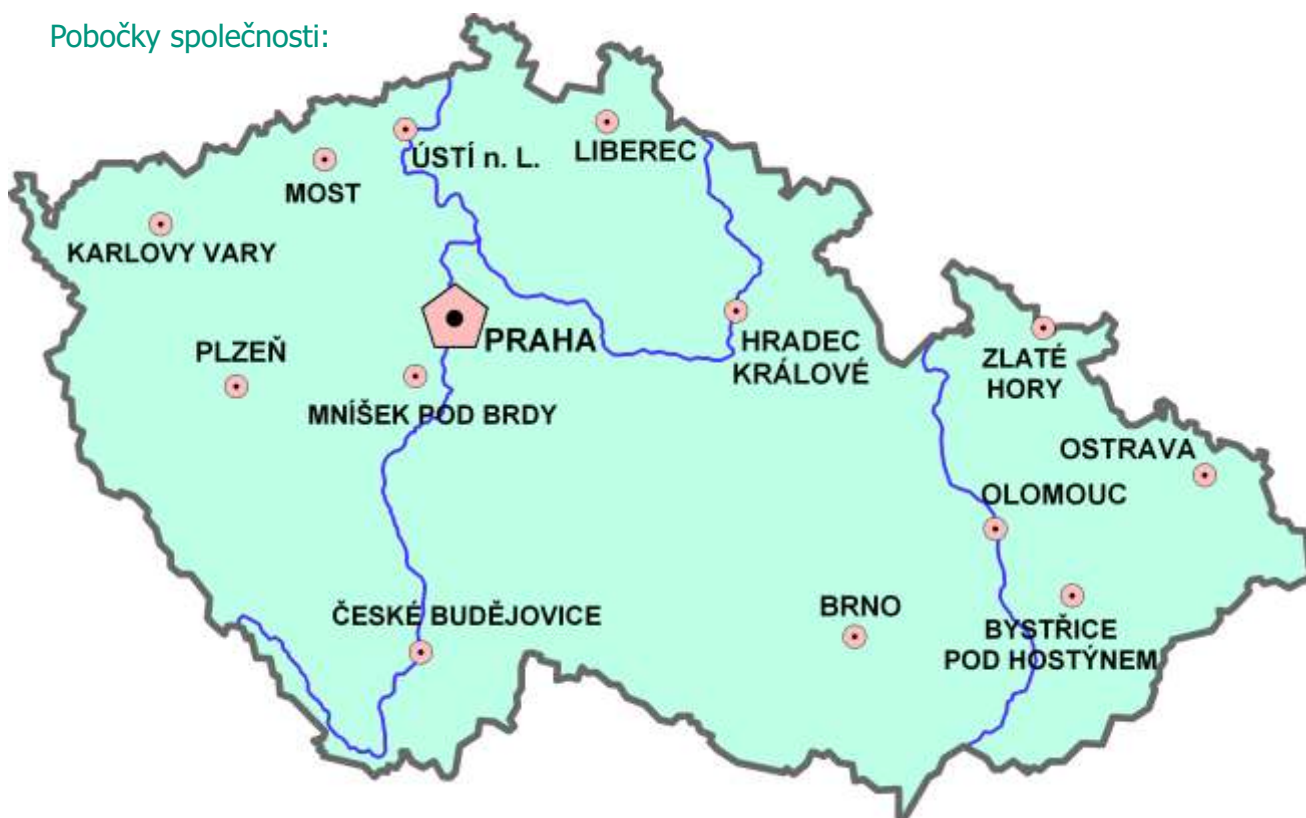 Pobočky společnosti:
ÚSTÍ n. L.
LIBEREC
MOST
KARLOVY VARY
PRAHA
HRADEC
KRÁLOVÉ
PLZEŇ
ZLATÉ
HORY
MNÍŠEK POD BRDY
OSTRAVA
OLOMOUC
ČESKÉ BUDĚJOVICE
BRNO
BYSTŘICE
POD HOSTÝNEM